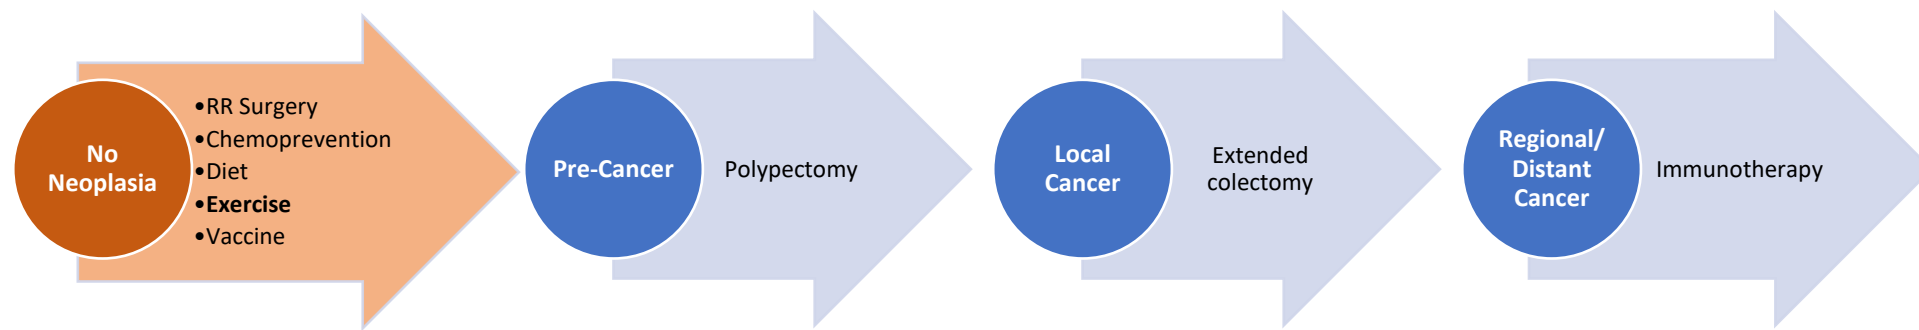 No
Neoplasia
•RR Surgery
•Chemoprevention
•Diet
•Exercise
•Vaccine
Pre-Cancer
Polypectomy
Local
Cancer
Extended
colectomy
Regional/
Distant
Cancer
Immunotherapy